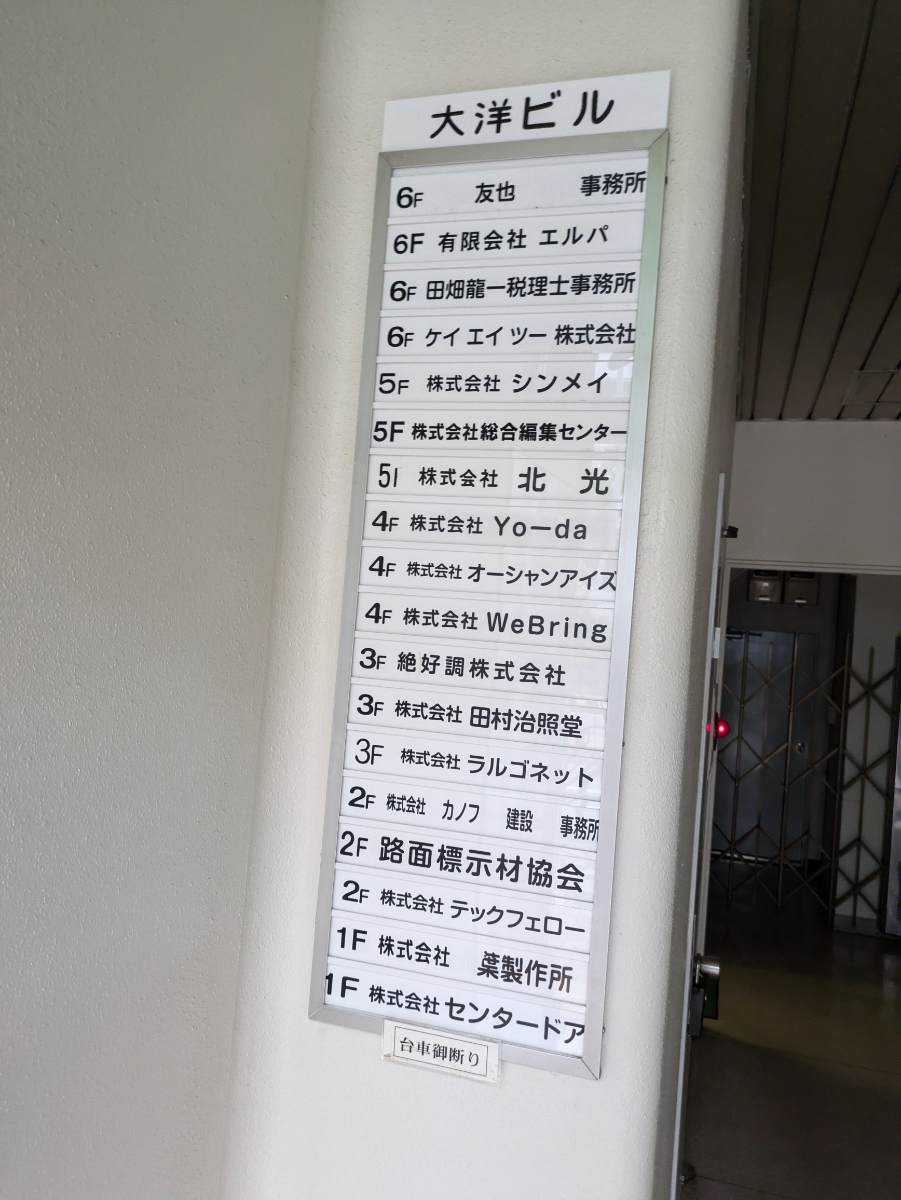 大洋ビル
6F 友也 事務所
6F 有限会社 エルパ
6F 田畑龍一税理士事務所
6F ケイ エイ ツー 株式会社
5F 株式会社 シンメイ
5F 株式会社総合編集センター
5F 株式会社 北 光
4F 株式会社 Yo-da
4F 株式会社 オーシャンアイズ
4F 株式会社 WeBring
3F 絶好調株式会社
3F 株式会社 田村治照堂
3F 株式会社 ラルゴネット
2F 株式会社 カノフ 建設 事務所
2F 路面標示材協会
2F 株式会社 テックフェロー
1F 株式会社 葉製作所
1F 株式会社 センタードア
台車御断り